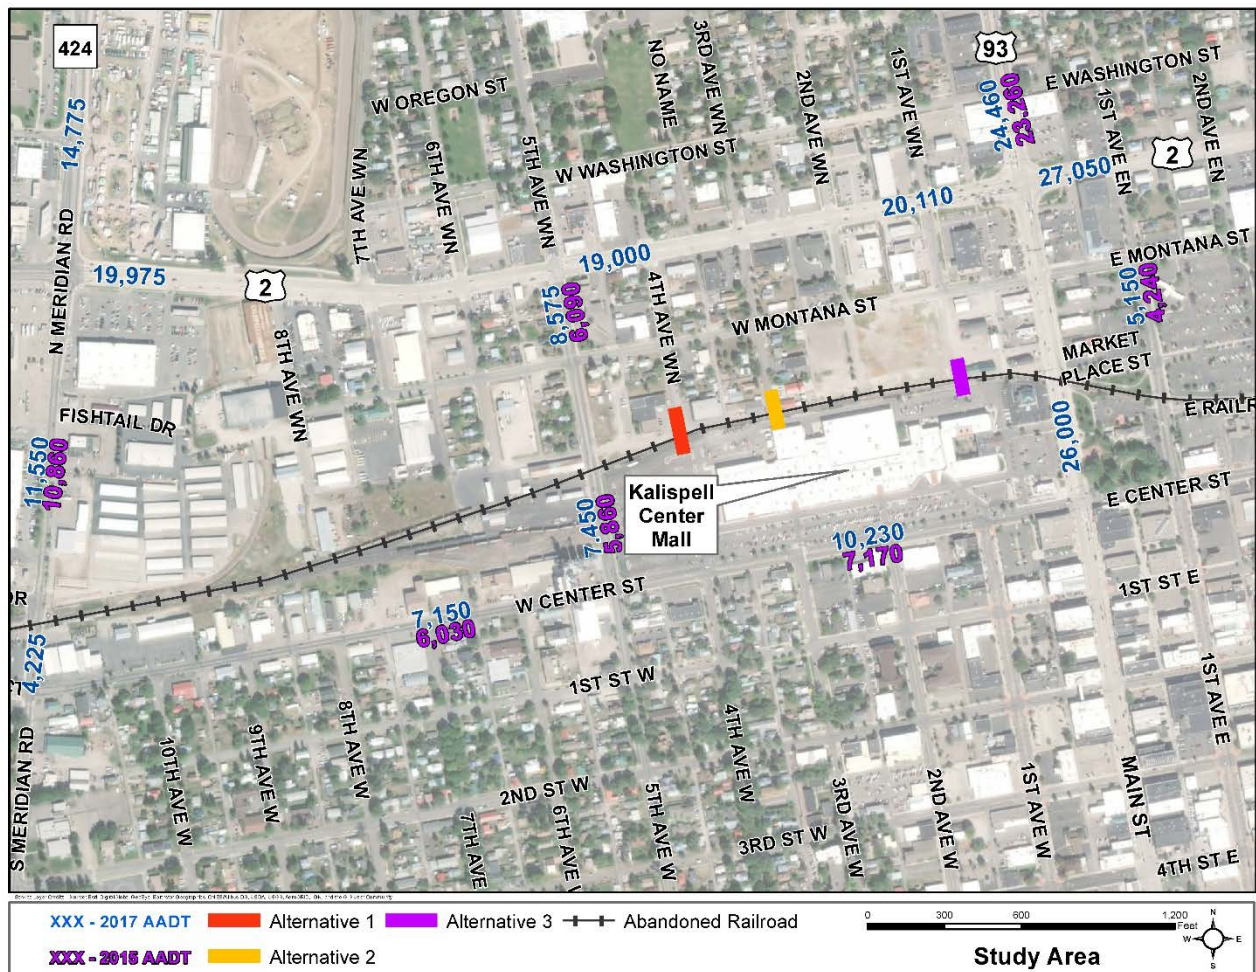 424
93
E WASHINGTON ST
3RD AVE WN
NO NAME
2ND AVE WN
1ST AVE WN
24,460
23.260
1ST AVE EN
2ND AVE EN
W OREGON ST
14,775
6TH AVE WN
5TH AVE WN
W WASHINGTON ST
2
27,050
7TH AVE WN
20,110
E MONTANA ST
19,975
2
19,000
N MERIDIAN RD
8,575
6,090
4TH AVE WN
W MONTANA ST
5,150
4,240
MARKET
PLACE ST
8TH AVE WN
FISHTAIL DR
E RAILR
11,550
10,860
26,000
Kalispell
Center
Mall
E CENTER ST
7,450
5,860
10,230
7,170
1ST ST E
W CENTER ST
7,150
6,030
DR
4,225
ST
1ST ST W
1ST AVE E
S MERIDIAN RD
10TH AVE W
9TH AVE W
8TH AVE W
4TH AVE W
2ND ST W
7TH AVE
6TH AVE W
5TH AVE W
3RD ST W
3RD AVE W
2ND AVE W
1ST AVE W
MAIN ST
4TH ST E
XXX - 2017 AADT
Alternative 1
Alternative 3
Abandoned Railroad
XXX - 2015 AADT
Alternative 2
0 300 600 1,200
Feet
Study Area
N
W E
S